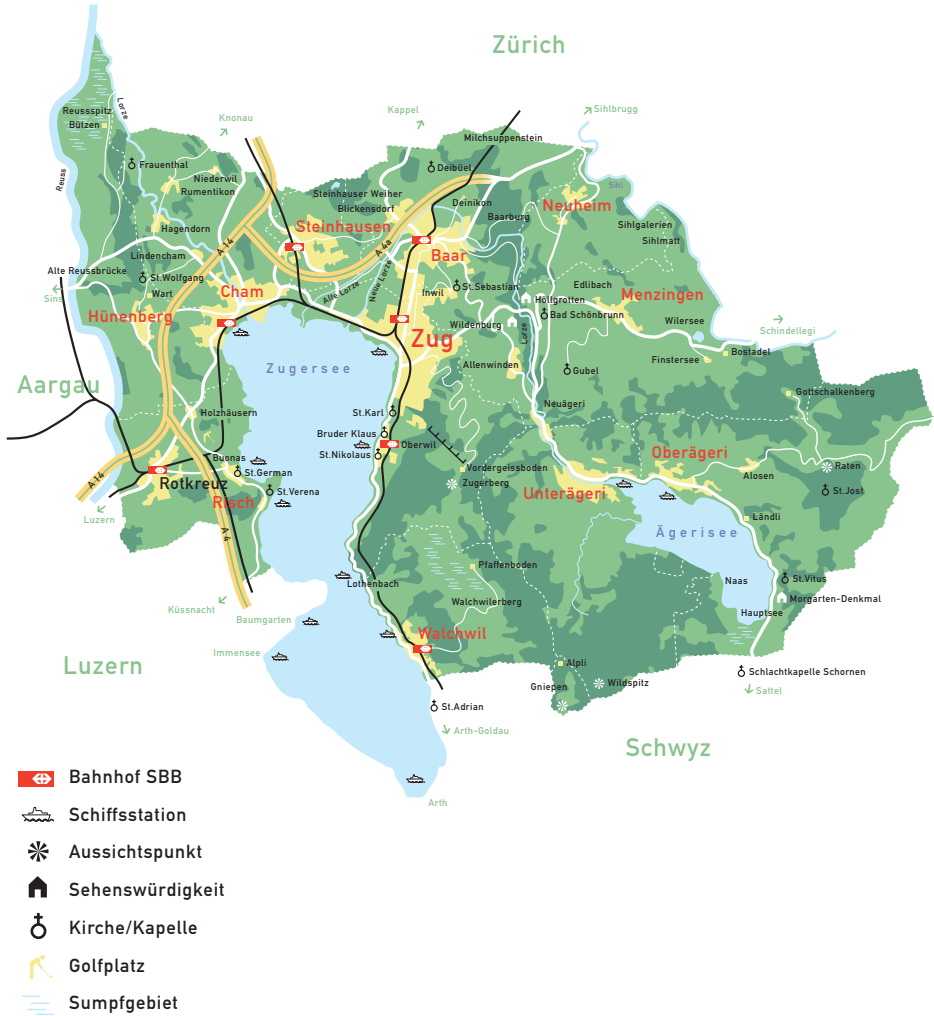 Zürich
Kappel
Sihlbrugg
Knonau
Lorze
Reussspitz
Bützen
Milchsuppenstein
Frauenthal
Deibüel
Niederwil
Rumentikon
Reuss
Sihl
Steinhauser Weiher
Blickensdorf
Deinikon
Baarburg
Neuheim
Sihlgalerien
Sihlmatt
Hagendorn
Steinhausen
A 14
A 4a
Baar
Lindencham
Alte Reussbrücke
St.Wolfgang
Sins
Wart
Cham
Alte Lorze
Neue Lorze
Inwil
St.Sebastian
Edlibach
Menzingen
Höllgrotten
Bad Schönbrunn
Hünenberg
Wildenburg
Lorze
Wilersee
Schindellegi
Zug
Bostadel
Finstersee
Zugersee
Allenwinden
Gubel
Aargau
Gottschalkenberg
Holzhäusern
St.Karl
Neuägeri
Bruder Klaus
Oberwil
St.Nikolaus
Oberägeri
Buonas
St.German
Vordergeissboden
Zugerberg
Raten
Alosen
A 14
Rotkreuz
Risch
St.Verena
Unterägeri
St.Jost
Luzern
A 4
Ländli
Ägerisee
Pfaffenboden
Lothenbach
Naas
St.Vitus
Walchwilerberg
Morgarten-Denkmal
Küssnacht
Baumgarten
Hauptsee
Walchwil
Immensee
Luzern
Alpli
Schlachtkapelle Schornen
Gniepen
Wildspitz
Sattel
St.Adrian
Arth-Goldau
Schwyz
Arth
Bahnhof SBB
Schiffsstation
Aussichtspunkt
Sehenswürdigkeit
Kirche/Kapelle
Golfplatz
Sumpfgebiet